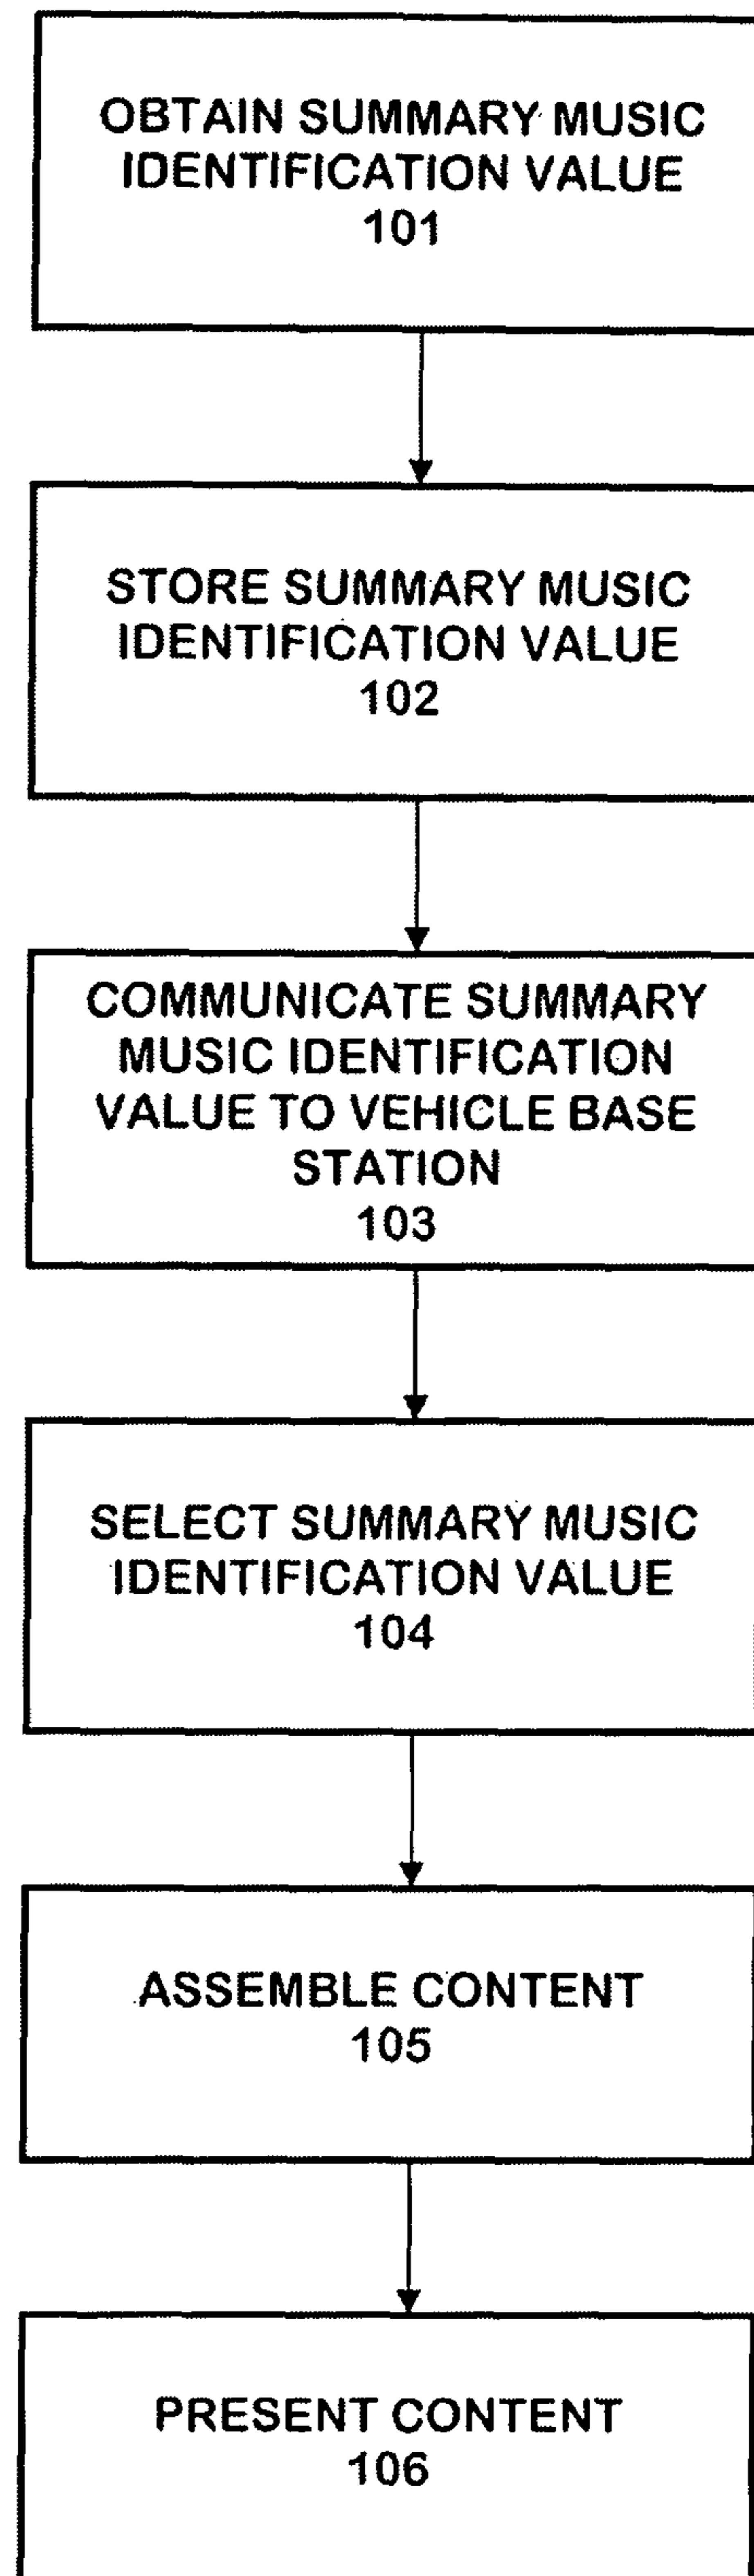 OBTAIN SUMMARY MUSIC
IDENTIFICATION VALUE
101
STORE SUMMARY MUSIC
IDENTIFICATION VALUE
102
COMMUNICATE SUMMARY
MUSIC IDENTIFICATION
VALUE TO VEHICLE BASE
STATION
103
SELECT SUMMARY MUSIC
IDENTIFICATION VALUE
104
ASSEMBLE CONTENT
105
PRESENT CONTENT
106